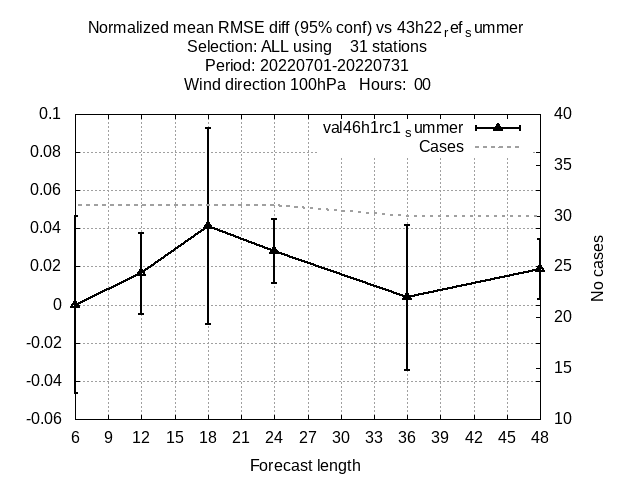 Normalized mean RMSE diff (95% conf) vs 43h22ᵣefₛummer
Selection: ALL using 31 stations
Period: 20220701-20220731
Wind direction 100hPa Hours: 00
val46h1rc1ₛummer
Cases
0.1
0.08
0.06
0.04
0.02
0
-0.02
-0.04
-0.06
40
35
30
25
20
15
10
No cases
6 9 12 15 18 21 24 27 30 33 36 39 42 45 48
Forecast length